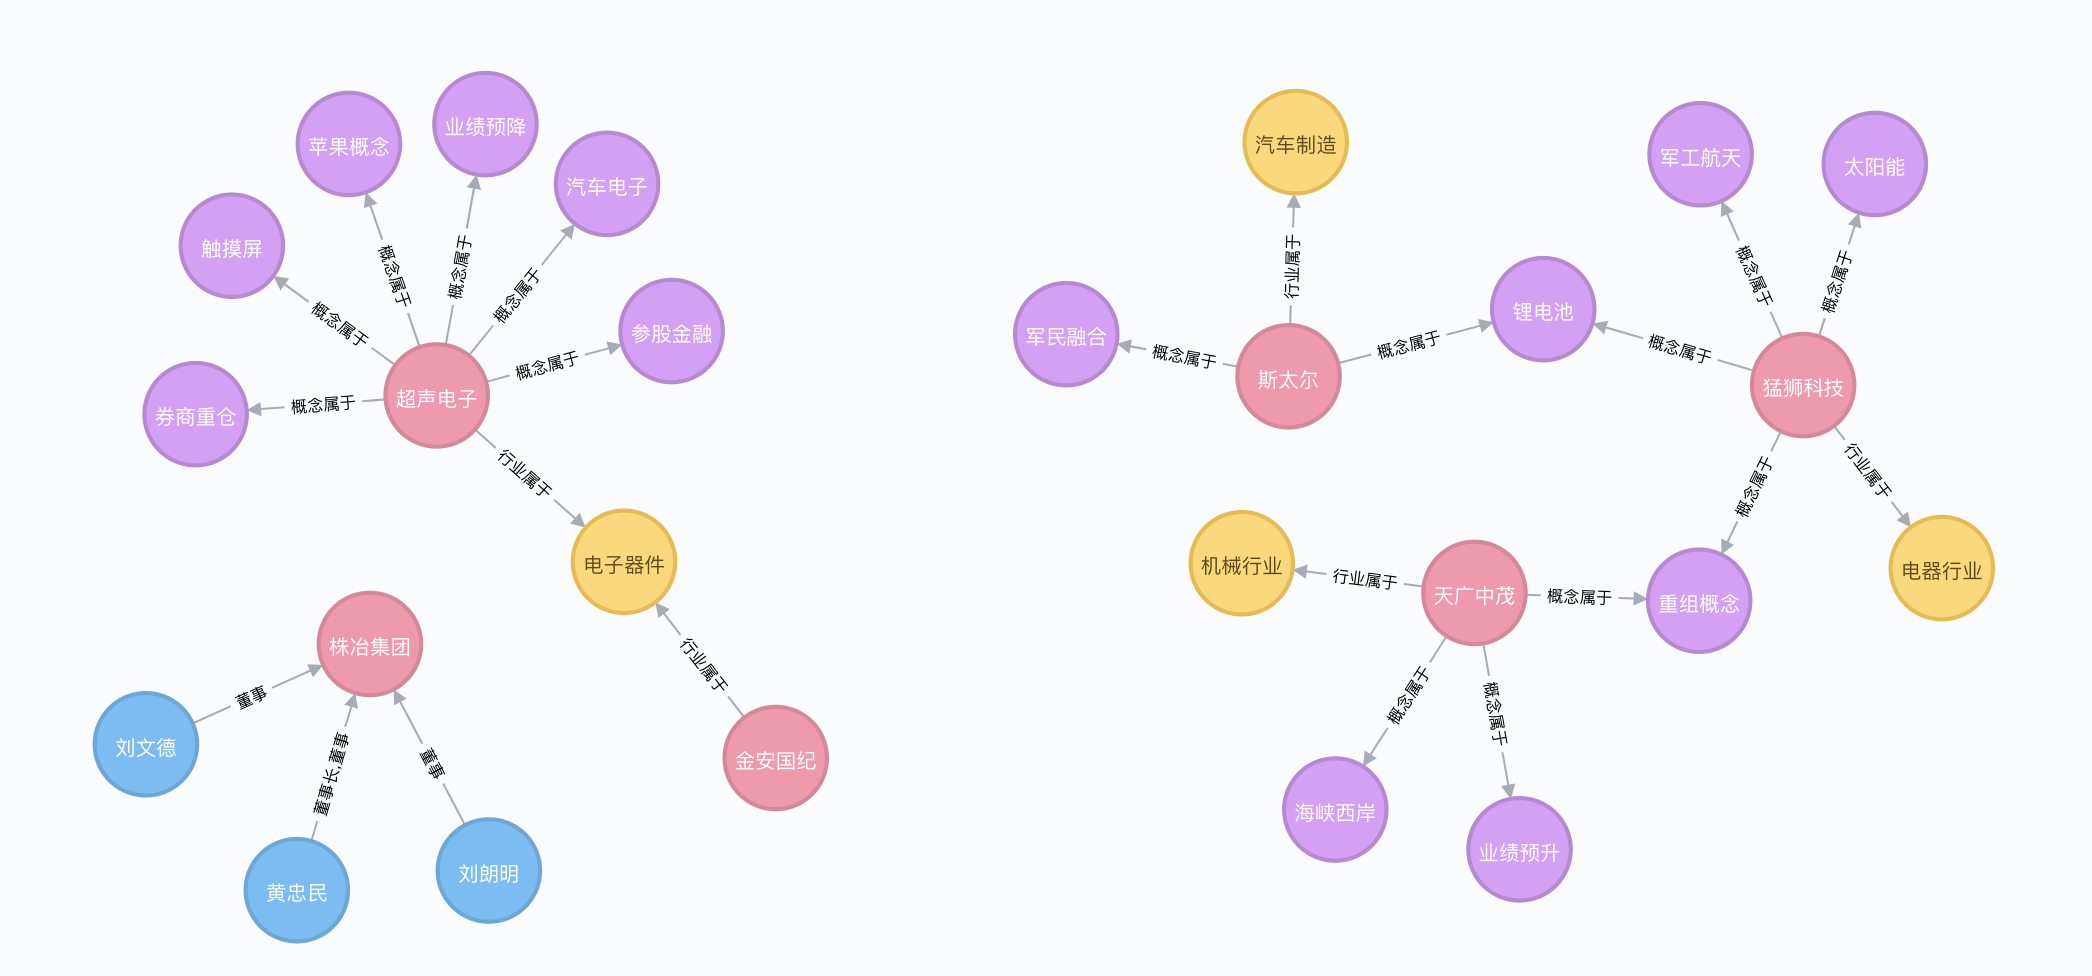 业绩预降
苹果概念
汽车电子
触摸屏
概念属于
概念属于
概念属于
概念属于
参股金融
概念属于
券商重仓
概念属于
超声电子
行业属于
电子器件
行业属于
金安国纪
株冶集团
董事
刘文德
董事长,董事
董事
黄忠民
刘朗明
汽车制造
行业属于
军民融合
概念属于
斯太尔
概念属于
锂电池
军工航天
太阳能
概念属于
概念属于
概念属于
猛狮科技
概念属于
行业属于
电器行业
重组概念
机械行业
行业属于
天广中茂
概念属于
概念属于
概念属于
海峡西岸
业绩预升